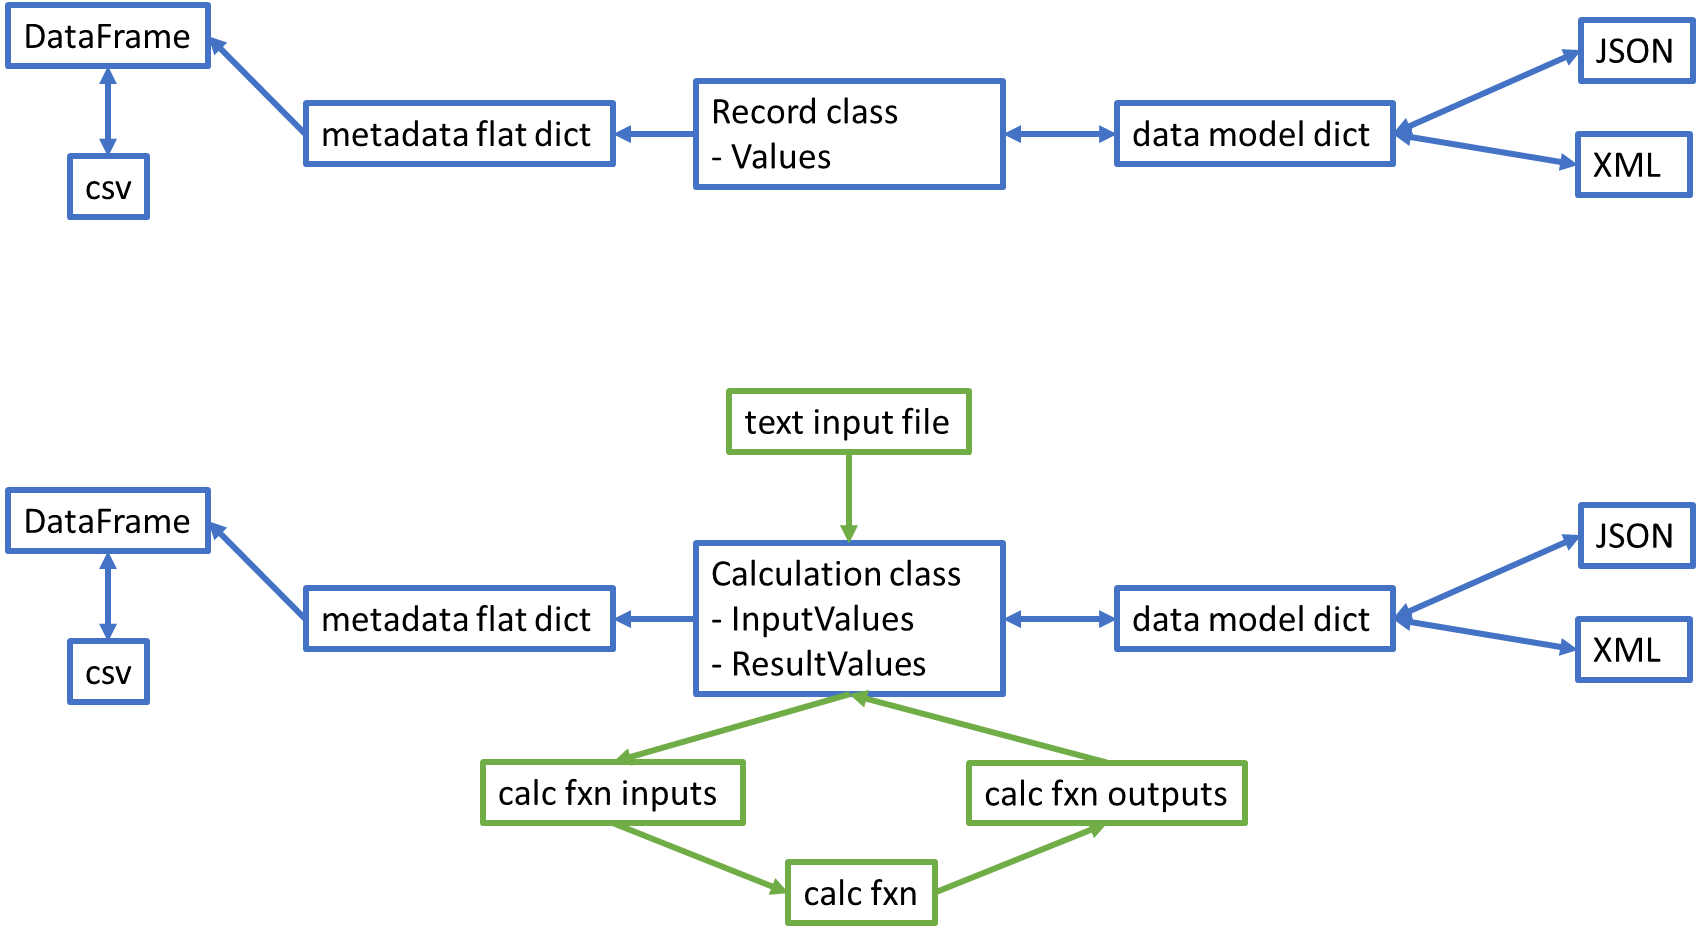 DataFrame
JSON
Record class
- Values
metadata flat dict
data model dict
XML
csv
text input file
DataFrame
JSON
Calculation class
- InputValues
- ResultValues
metadata flat dict
data model dict
XML
csv
calc fxn inputs
calc fxn outputs
calc fxn